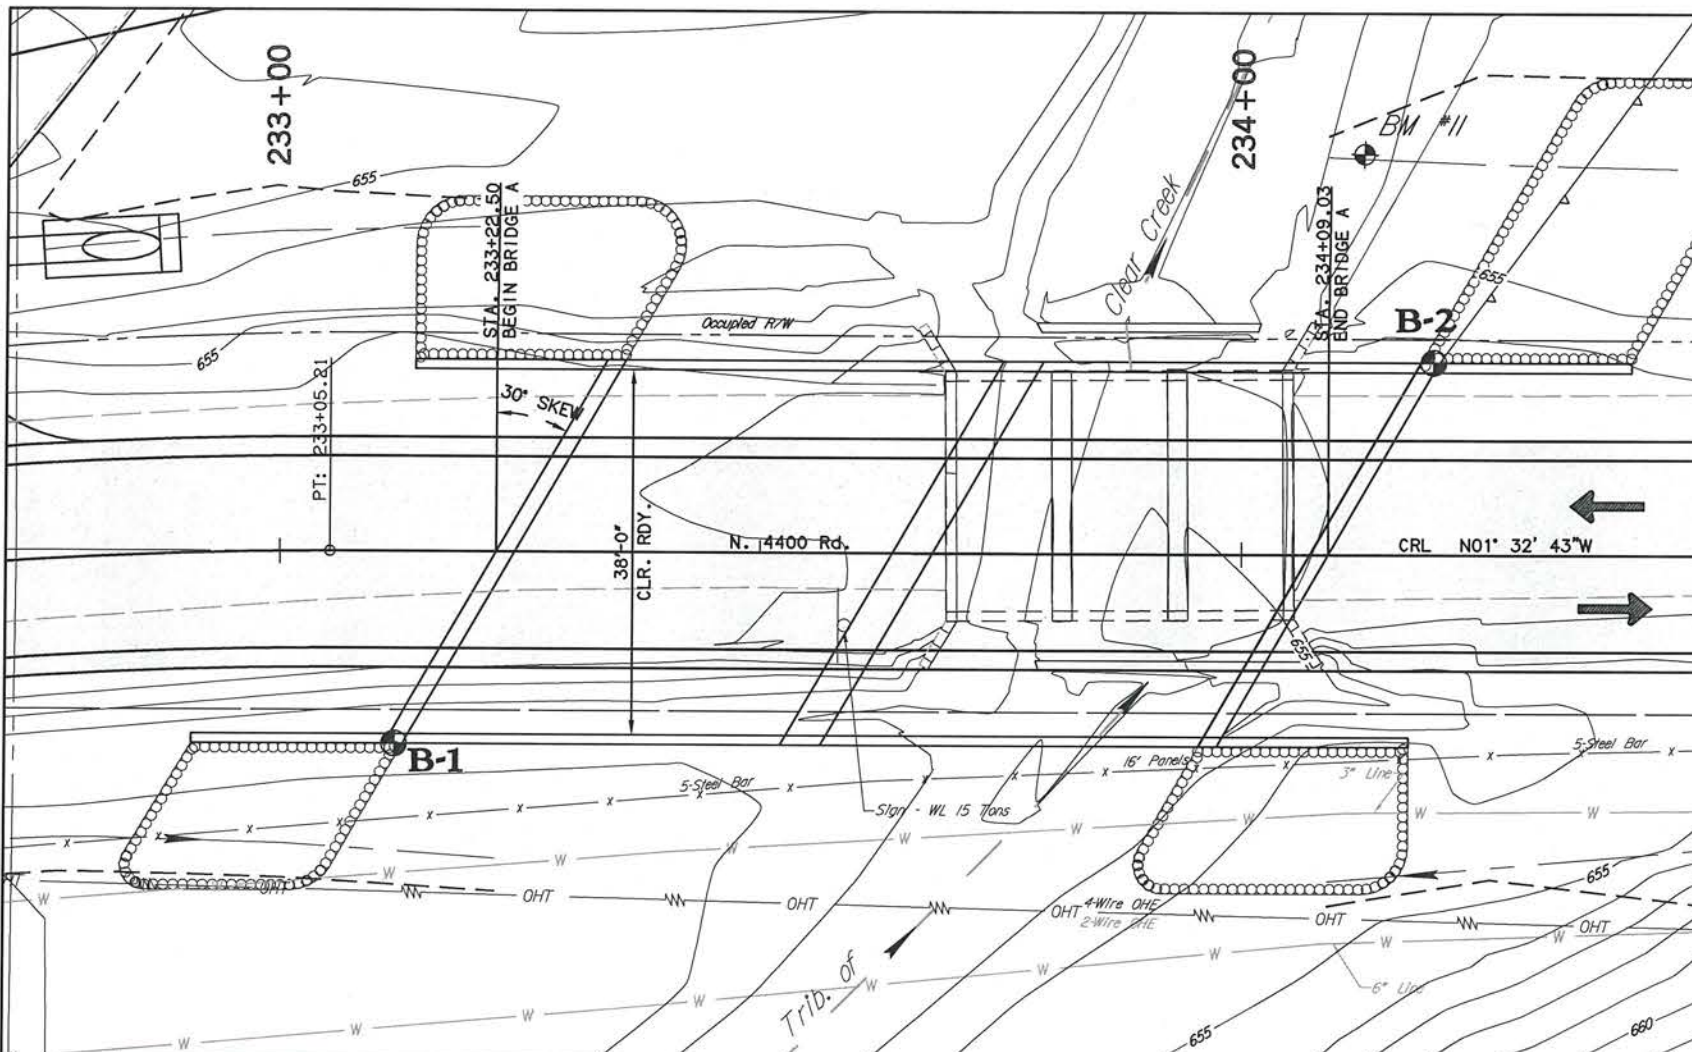 233+00
234+00
BM #11
655
STA. 233+22.50
BEGIN BRIDGE A
Clear Creek
STA. 234+09.03
END BRIDGE A
655
B-2
Occupied R/W
655
PT: 233+05.21
30° SKEW
38'-0"
CLR. RDY.
N. 14400 Rd.
CRL N01° 32' 43"W
655
B-1
5-Steel Bar
16' Panels
5-Steel Bar
3" Line
Sign - WL 15 Tons
X X X X X X X X X X X X X
W W W W W W W W
OHT OHT OHT OHT OHT OHT
4-Wire OHE
2-Wire OHE
655
Trib. of
W W W W W W W W W
6" Line
655
660